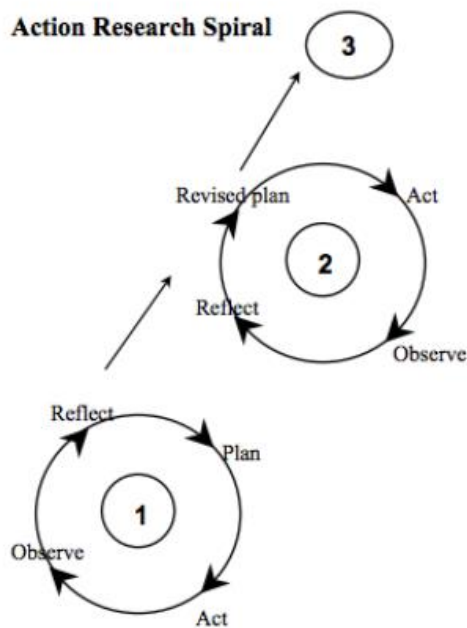 Action Research Spiral
3
Revised plan
Act
2
Reflect
Observe
Reflect
Plan
1
Observe
Act